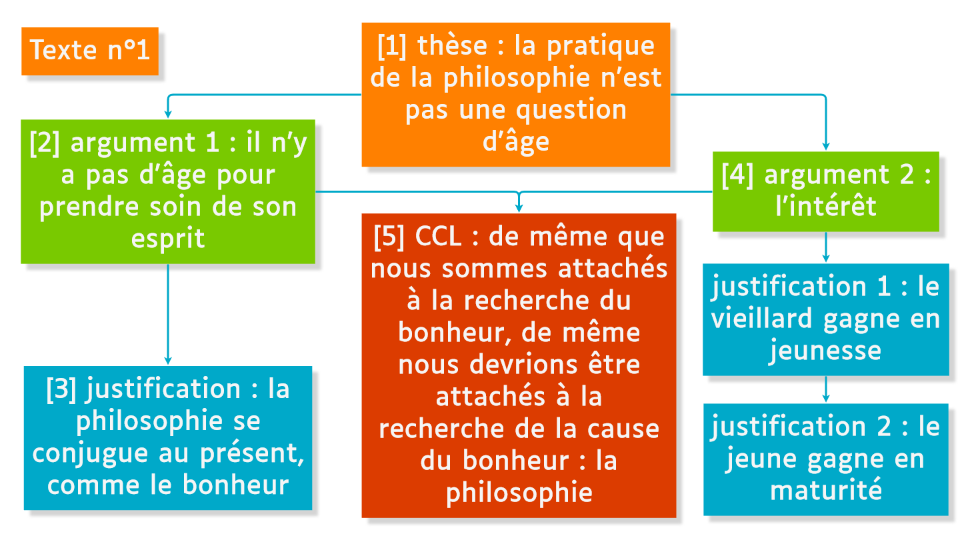 Texte n°1
[1] thèse : la pratique
de la philosophie n'est
pas une question
d'âge
[2] argument 1 : il n'y
a pas d'âge pour
prendre soin de son
esprit
[4] argument 2 :
l'intérêt
[5] CCL : de même que
nous sommes attachés
à la recherche du
bonheur, de même
nous devrions être
attachés à la
recherche de la cause
du bonheur : la
philosophie
[3] justification : la
philosophie se
conjugue au présent,
comme le bonheur
justification 1 : le
vieillard gagne en
jeunesse
justification 2 : le
jeune gagne en
maturité